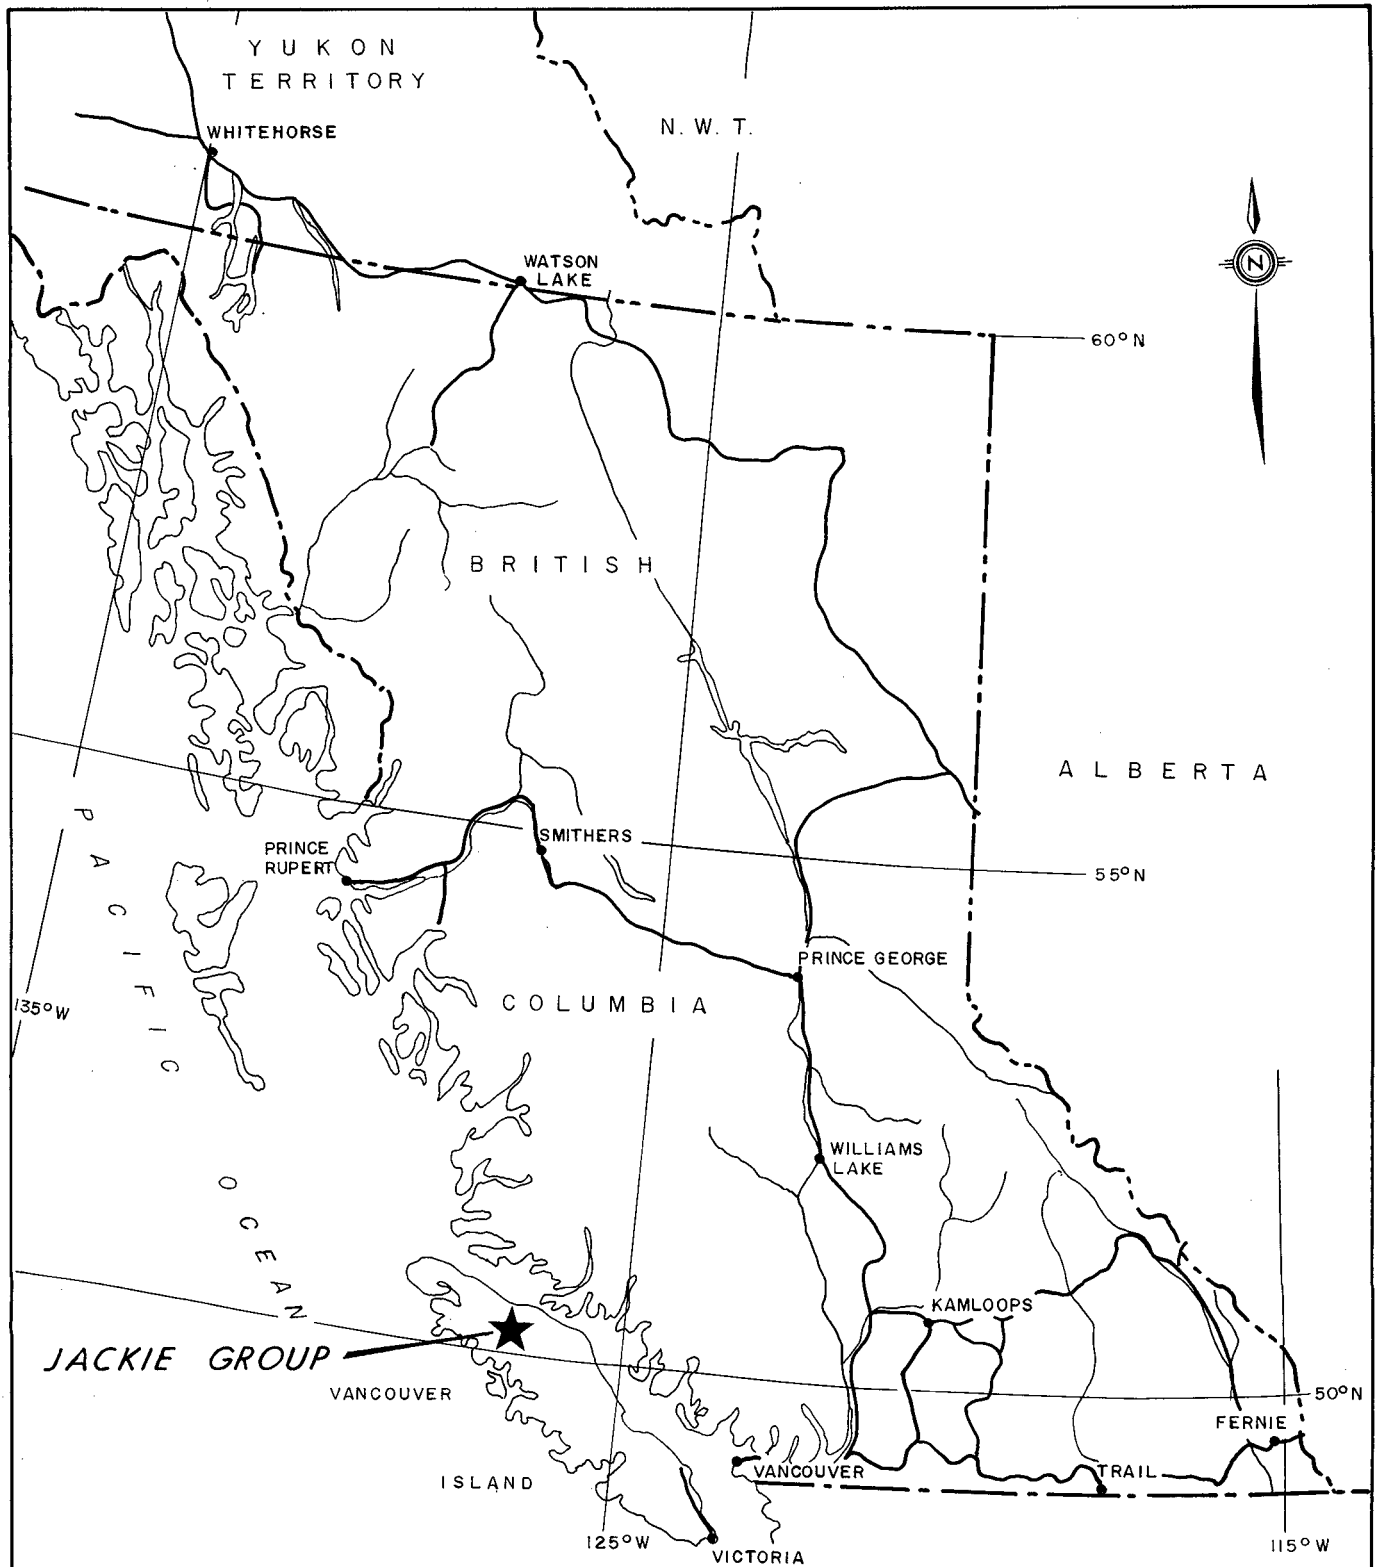 YUKON
TERRITORY
N. W. T.
WHITEHORSE
N
WATSON
LAKE
60°N
BRITISH
ALBERTA
PACIFIC
OCEAN
PRINCE
RUPERT
SMITHERS
55°N
PRINCE GEORGE
COLUMBIA
135°W
WILLIAMS
LAKE
KAMLOOPS
JACKIE GROUP
VANCOUVER
ISLAND
50°N
FERNIE
VANCOUVER
TRAIL
125°W
VICTORIA
115°W